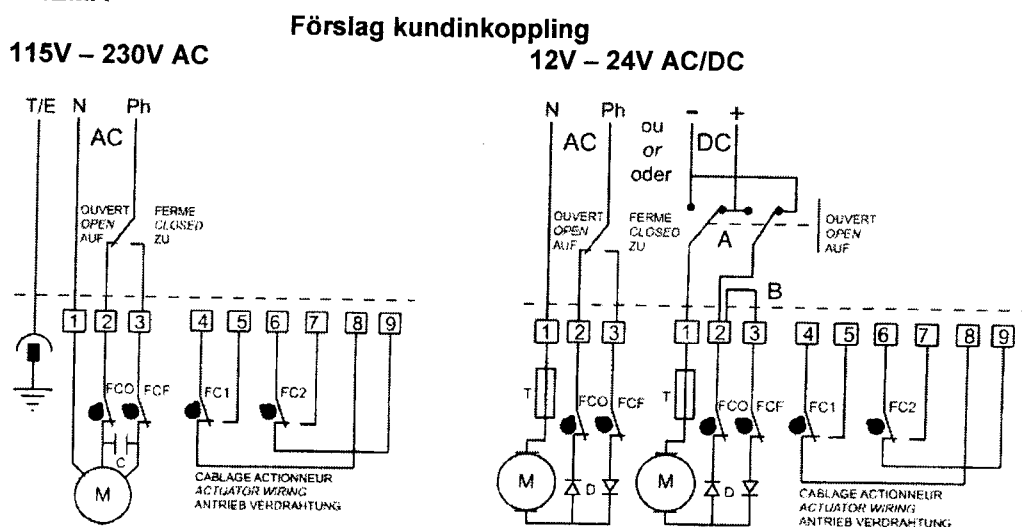 Förslag kundinkoppling
115V – 230V AC
12V – 24V AC/DC
T/E N Ph
AC
OUVERT
OPEN
AUF
FERME
CLOSED
ZU
1 2 3 4 5 6 7 8 9
FCO FCF FC1 FC2
C
M
CABLAGE ACTIONNEUR
ACTUATOR WIRING
ANTRIEB VERDRAHTUNG
N Ph
AC
ou
or
oder
- +
DC
OUVERT
OPEN
AUF
FERME
CLOSED
ZU
A
OUVERT
OPEN
AUF
B
1 2 3 1 2 3 4 5 6 7 8 9
T FCO FCF T FCO FCF FC1 FC2
M D M D
CABLAGE ACTIONNEUR
ACTUATOR WIRING
ANTRIEB VERDRAHTUNG